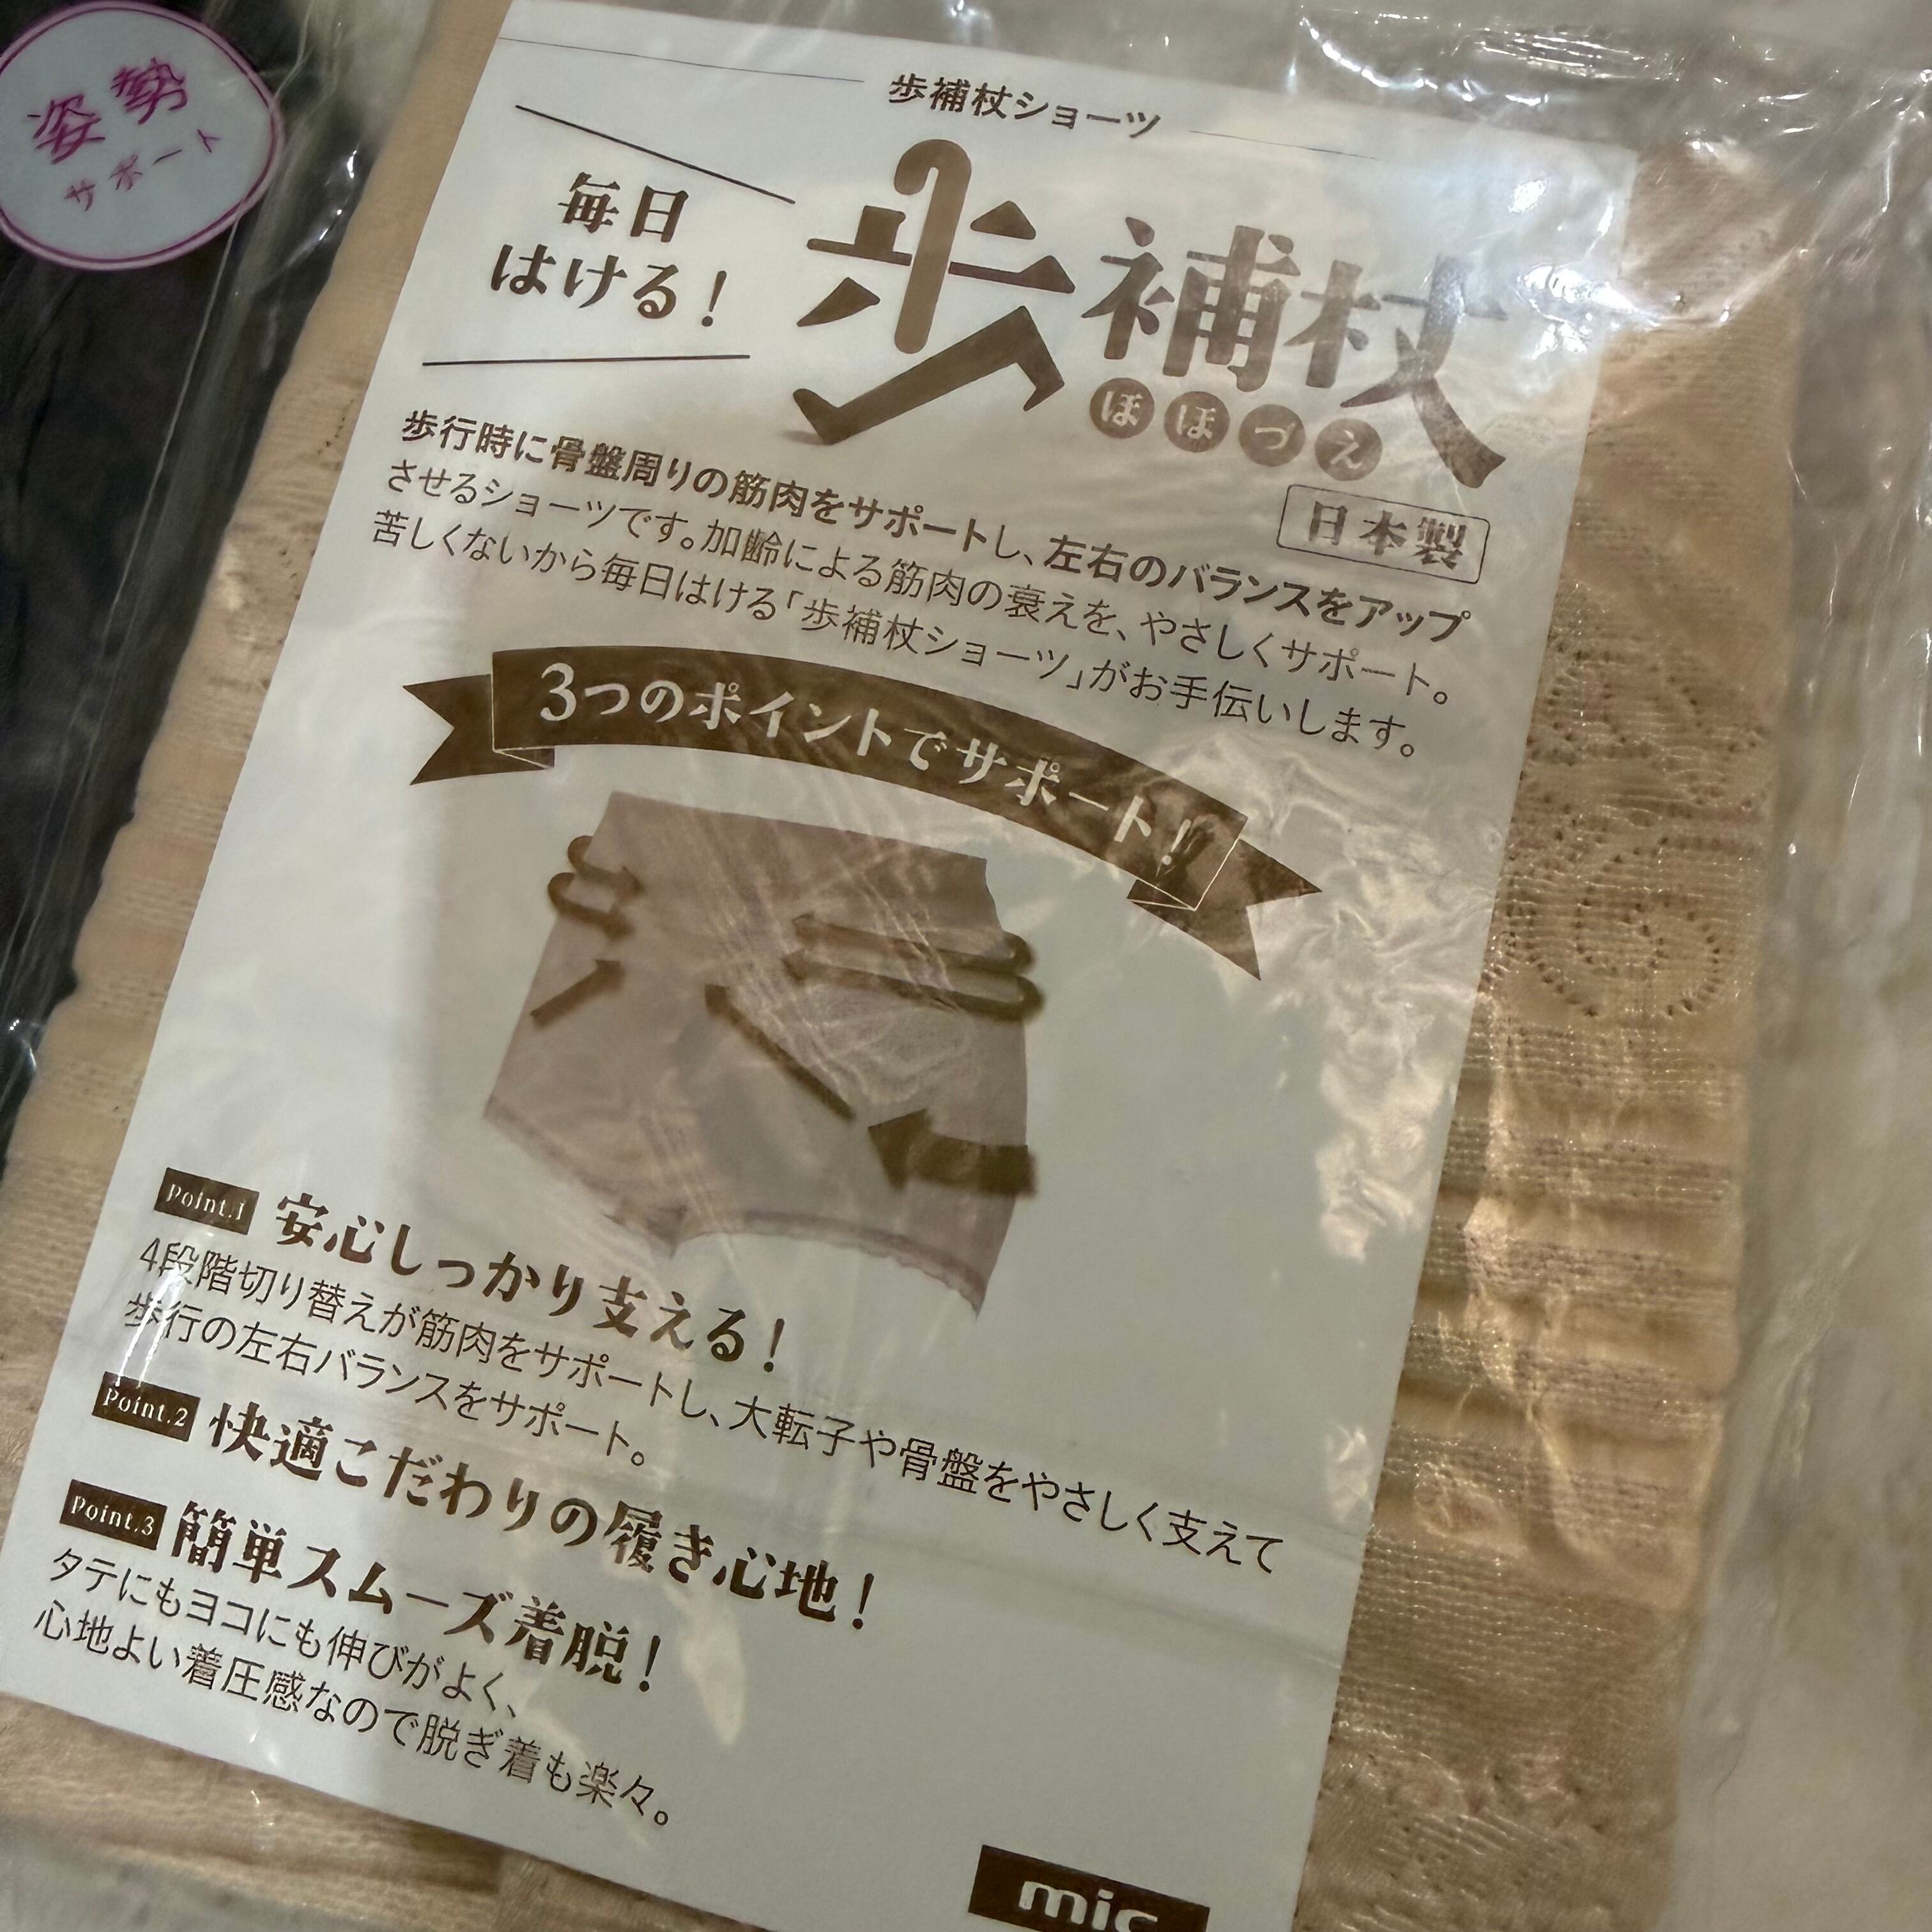 姿勢
サポート
歩補杖ショーツ
毎日
はける!
歩補杖
ほほづえ
日本製
歩行時に骨盤周りの筋肉をサポートし、左右のバランスをアップ
させるショーツです。加齢による筋肉の衰えを、やさしくサポート。
苦しくないから毎日はける「歩補杖ショーツ」がお手伝いします。
3つのポイントでサポート!
Point.1 安心しっかり支える!
4段階切り替えが筋肉をサポートし、大転子や骨盤をやさしく支えて
歩行の左右バランスをサポート。
Point.2 快適こだわりの履き心地!
Point.3 簡単スムーズ着脱!
タテにもヨコにも伸びがよく、
心地よい着圧感なので脱ぎ着も楽々。
mic